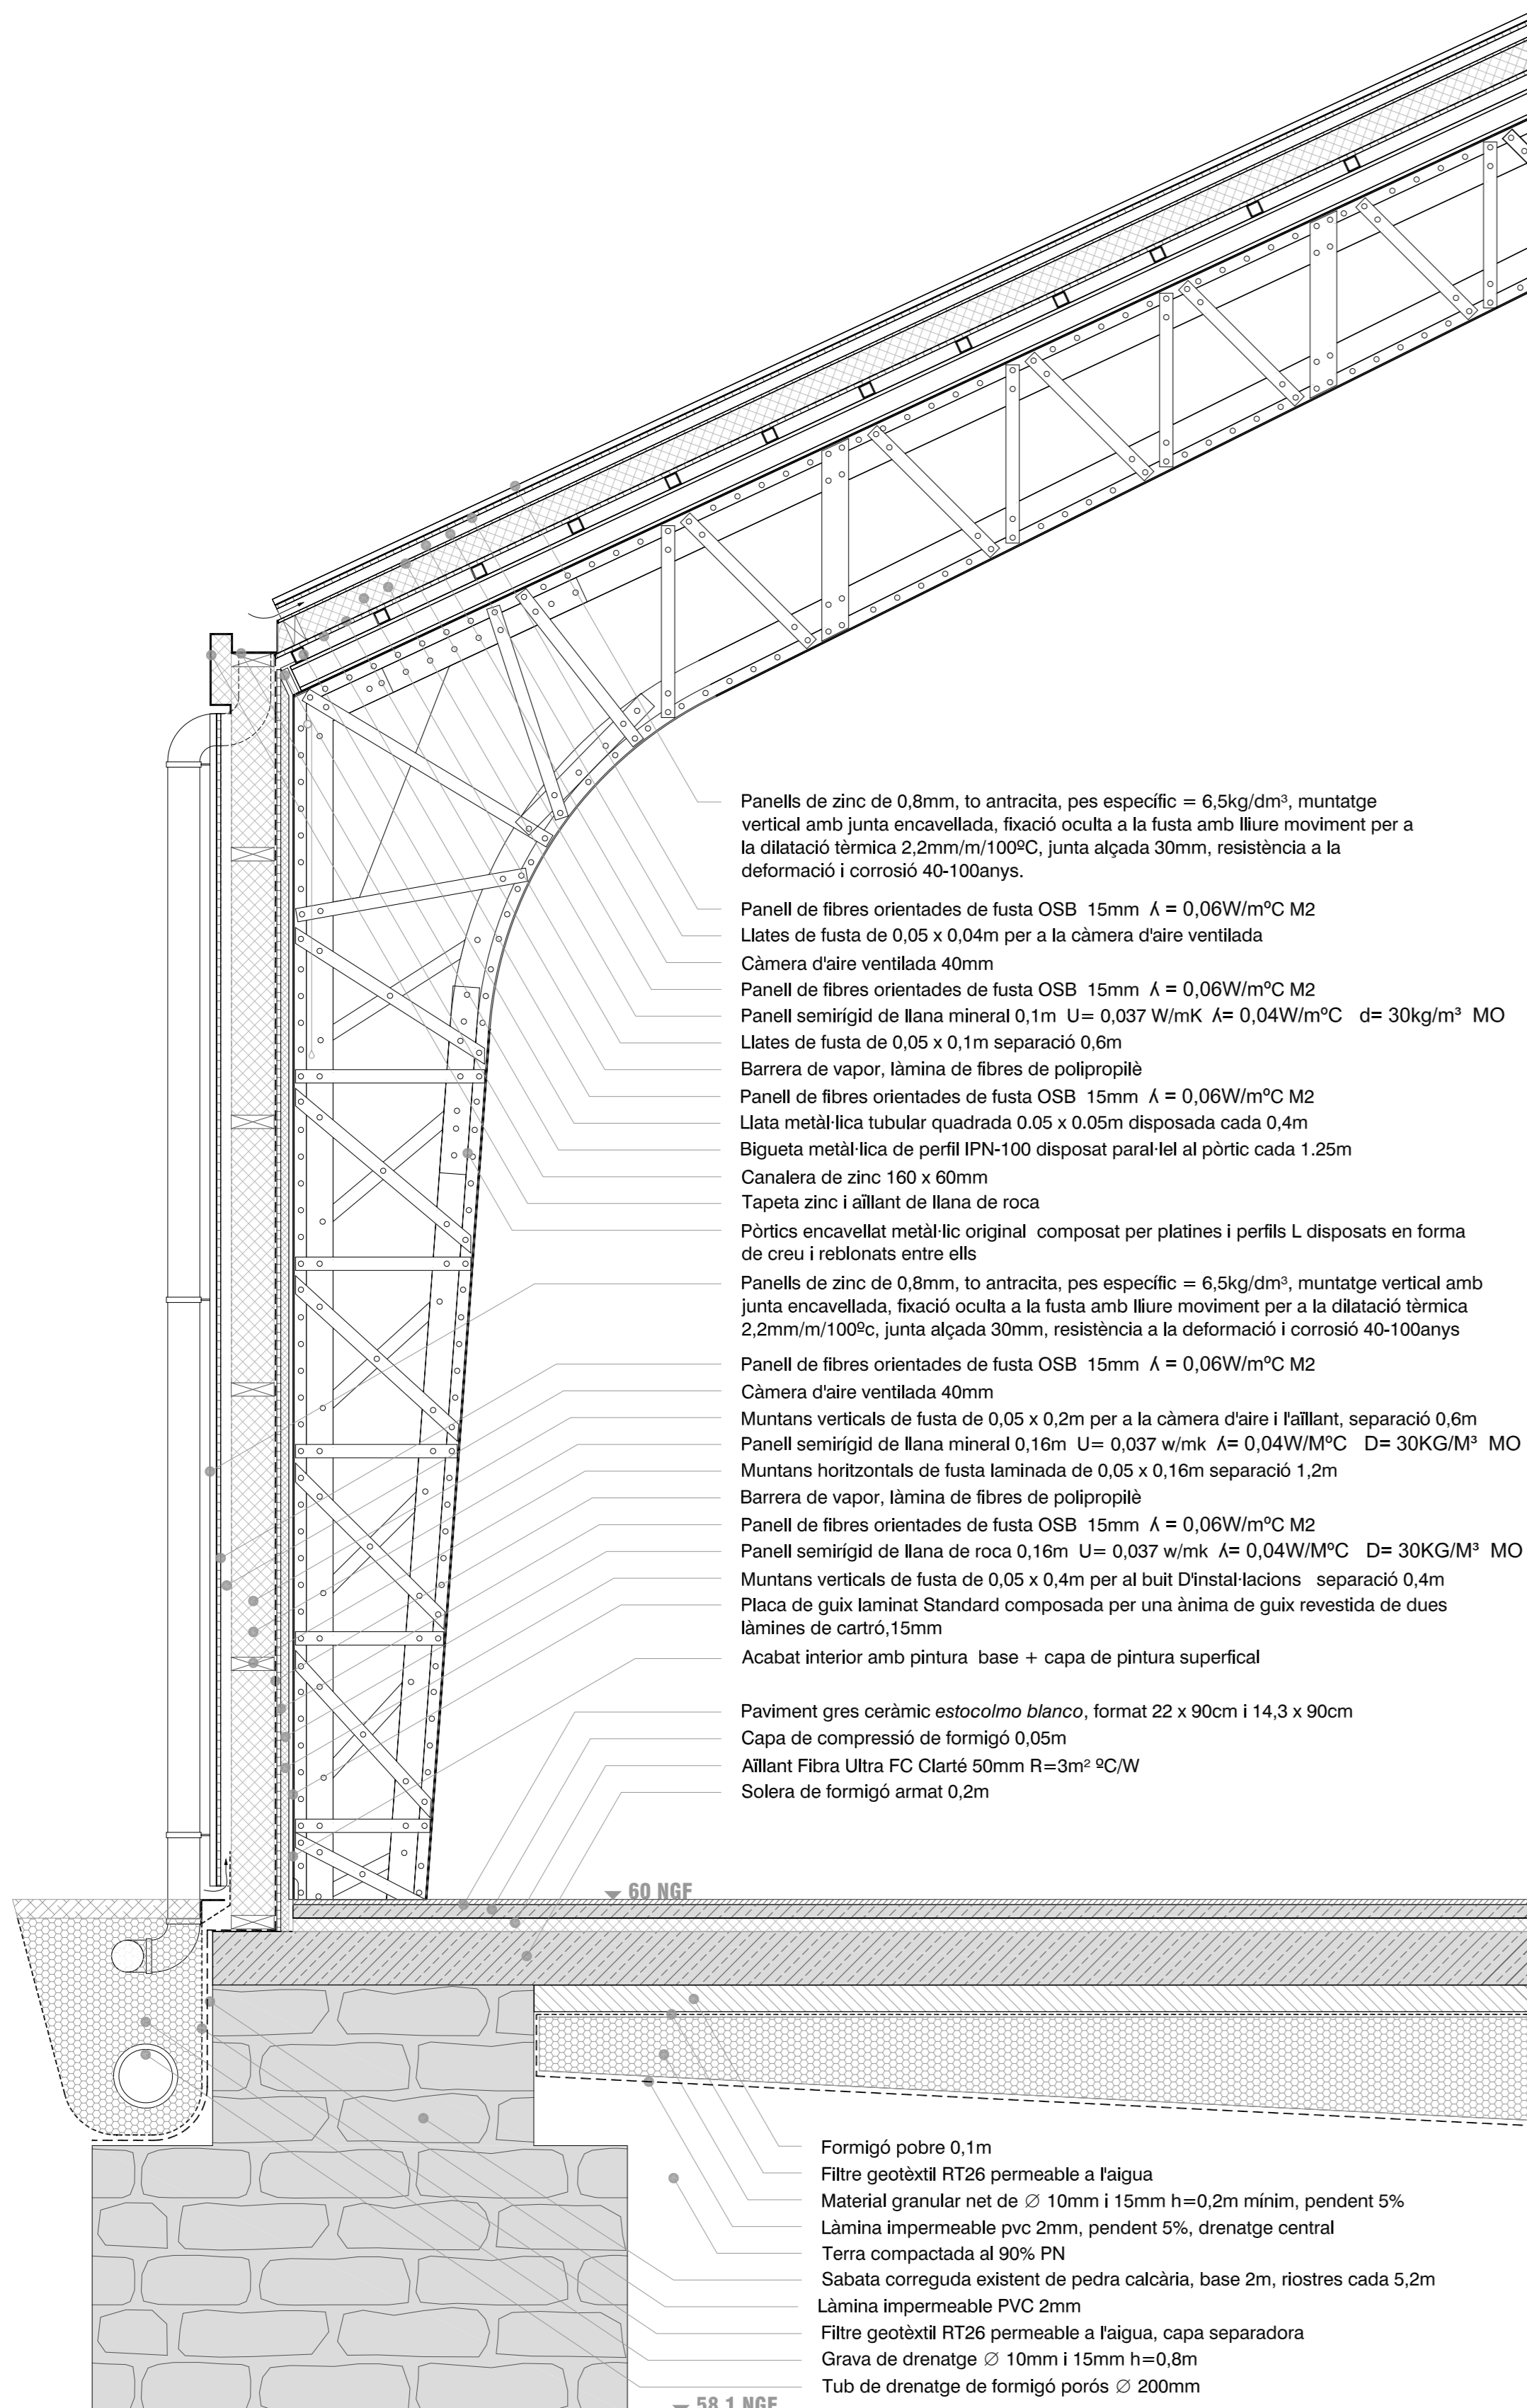 Panells de zinc de 0,8mm, to antracita, pes específic = 6,5kg/dm³, muntatge
vertical amb junta encavellada, fixació oculta a la fusta amb lliure moviment per a
la dilatació tèrmica 2,2mm/m/100ºC, junta alçada 30mm, resistència a la
deformació i corrosió 40-100anys.
Panell de fibres orientades de fusta OSB 15mm ʎ = 0,06W/mºC M2
Llates de fusta de 0,05 x 0,04m per a la càmera d'aire ventilada
Càmera d'aire ventilada 40mm
Panell de fibres orientades de fusta OSB 15mm ʎ = 0,06W/mºC M2
Panell semirígid de llana mineral 0,1m U= 0,037 W/mK ʎ= 0,04W/mºC d= 30kg/m³ MO
Llates de fusta de 0,05 x 0,1m separació 0,6m
Barrera de vapor, làmina de fibres de polipropilè
Panell de fibres orientades de fusta OSB 15mm ʎ = 0,06W/mºC M2
Llata metàl·lica tubular quadrada 0.05 x 0.05m disposada cada 0,4m
Bigueta metàl·lica de perfil IPN-100 disposat paral·lel al pòrtic cada 1.25m
Canalera de zinc 160 x 60mm
Tapeta zinc i aïllant de llana de roca
Pòrtics encavellat metàl·lic original composat per platines i perfils L disposats en forma
de creu i reblonats entre ells
Panells de zinc de 0,8mm, to antracita, pes específic = 6,5kg/dm³, muntatge vertical amb
junta encavellada, fixació oculta a la fusta amb lliure moviment per a la dilatació tèrmica
2,2mm/m/100ºc, junta alçada 30mm, resistència a la deformació i corrosió 40-100anys
Panell de fibres orientades de fusta OSB 15mm ʎ = 0,06W/mºC M2
Càmera d'aire ventilada 40mm
Muntans verticals de fusta de 0,05 x 0,2m per a la càmera d'aire i l'aïllant, separació 0,6m
Panell semirígid de llana mineral 0,16m U= 0,037 w/mk ʎ= 0,04W/MºC D= 30KG/M³ MO
Muntans horitzontals de fusta laminada de 0,05 x 0,16m separació 1,2m
Barrera de vapor, làmina de fibres de polipropilè
Panell de fibres orientades de fusta OSB 15mm ʎ = 0,06W/mºC M2
Panell semirígid de llana de roca 0,16m U= 0,037 w/mk ʎ= 0,04W/MºC D= 30KG/M³ MO
Muntans verticals de fusta de 0,05 x 0,4m per al buit D'instal·lacions separació 0,4m
Placa de guix laminat Standard composada per una ànima de guix revestida de dues
làmines de cartró,15mm
Acabat interior amb pintura base + capa de pintura superfical
Paviment gres ceràmic estocolmo blanco, format 22 x 90cm i 14,3 x 90cm
Capa de compressió de formigó 0,05m
Aïllant Fibra Ultra FC Clarté 50mm R=3m² ºC/W
Solera de formigó armat 0,2m
60 NGF
Formigó pobre 0,1m
Filtre geotèxtil RT26 permeable a l'aigua
Material granular net de ∅ 10mm i 15mm h=0,2m mínim, pendent 5%
Làmina impermeable pvc 2mm, pendent 5%, drenatge central
Terra compactada al 90% PN
Sabata correguda existent de pedra calcària, base 2m, riostres cada 5,2m
Làmina impermeable PVC 2mm
Filtre geotèxtil RT26 permeable a l'aigua, capa separadora
Grava de drenatge ∅ 10mm i 15mm h=0,8m
Tub de drenatge de formigó porós ∅ 200mm
58,1 NGF